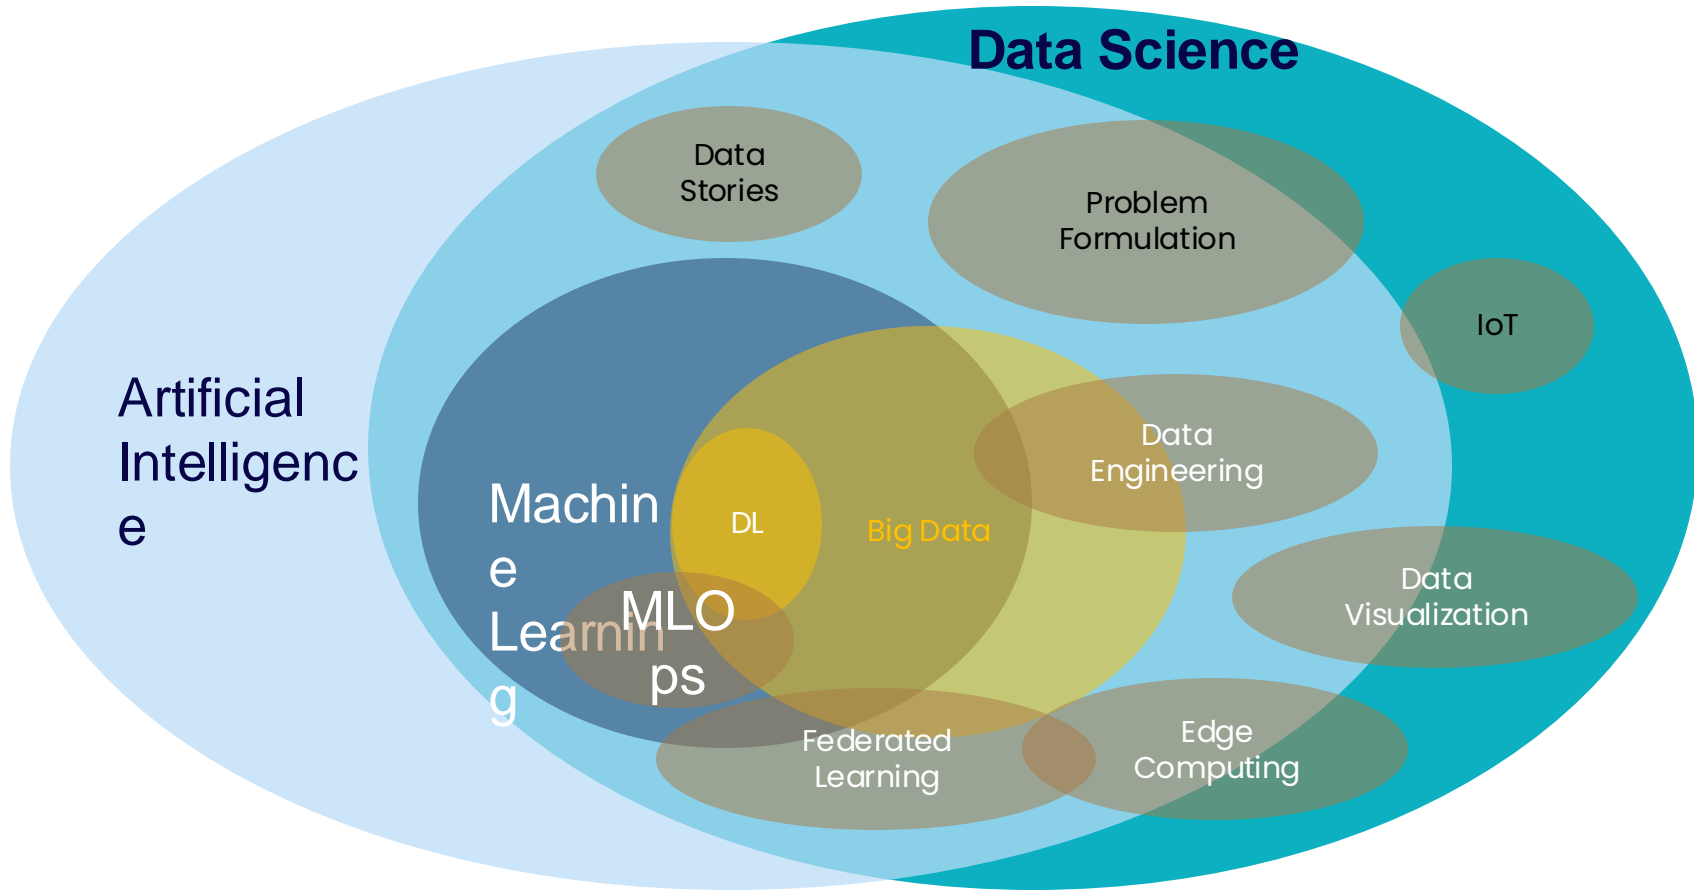 Data Science
Data
Stories
Problem
Formulation
IoT
Artificial
Intelligenc
e
Data
Engineering
Machin
e
Learnin
g
DL
Big Data
MLO
ps
Data
Visualization
Federated
Learning
Edge
Computing